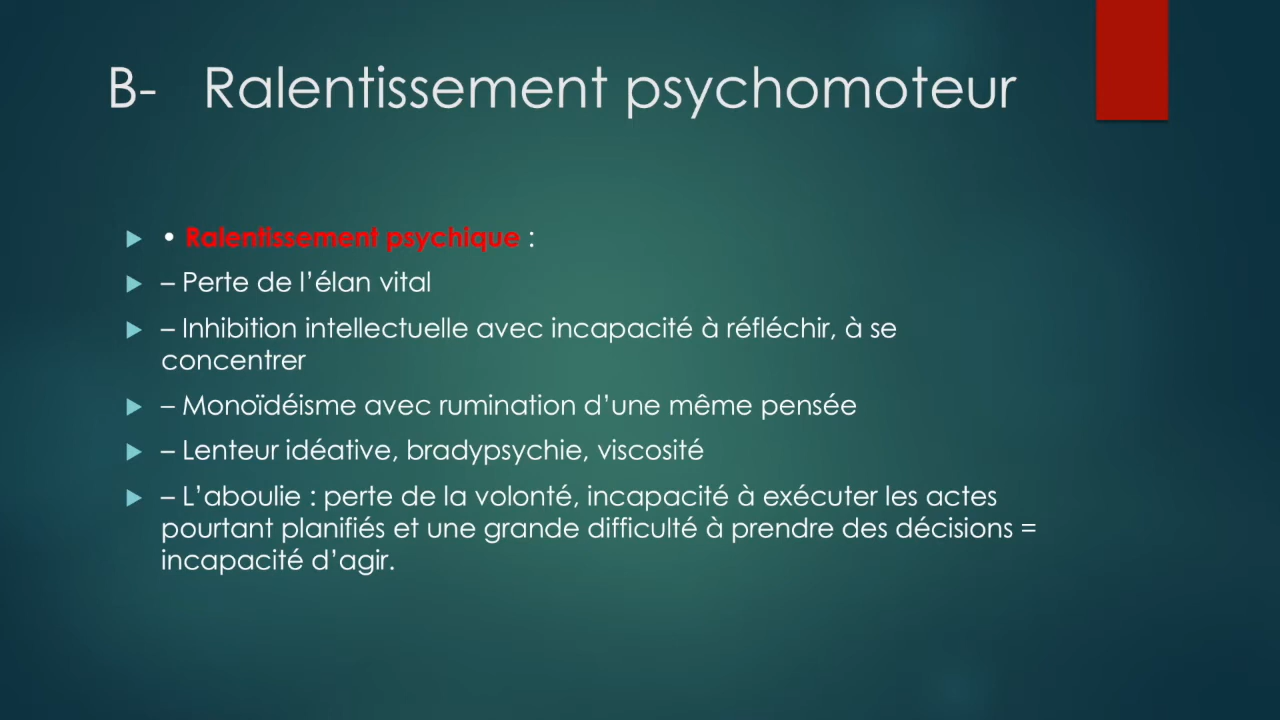 B- Ralentissement psychomoteur
• Ralentissement psychique :
– Perte de l’élan vital
– Inhibition intellectuelle avec incapacité à réfléchir, à se
concentrer
– Monoïdéisme avec rumination d’une même pensée
– Lenteur idéative, bradypsychie, viscosité
– L’aboulie : perte de la volonté, incapacité à exécuter les actes
pourtant planifiés et une grande difficulté à prendre des décisions =
incapacité d’agir.